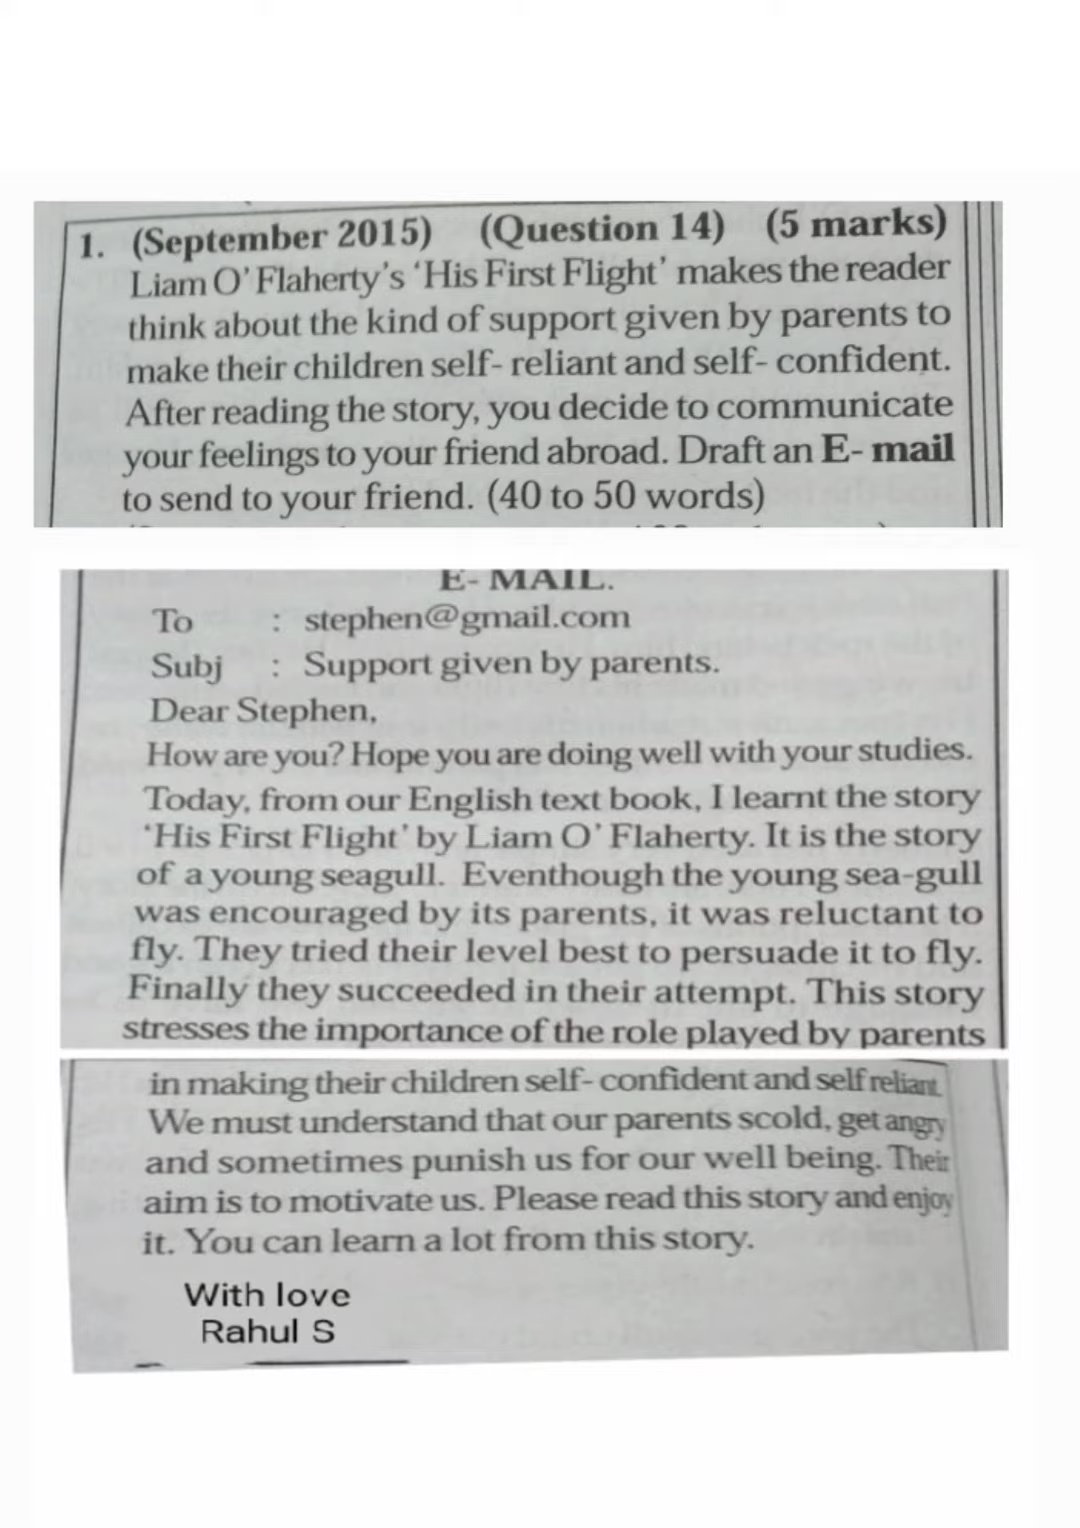 1. (September 2015) (Question 14) (5 marks)
Liam O' Flaherty's 'His First Flight' makes the reader
think about the kind of support given by parents to
make their children self- reliant and self- confident.
After reading the story, you decide to communicate
your feelings to your friend abroad. Draft an E- mail
to send to your friend. (40 to 50 words)
E- MAIL.
To : stephen@gmail.com
Subj : Support given by parents.
Dear Stephen,
How are you? Hope you are doing well with your studies.
Today, from our English text book, I learnt the story
'His First Flight' by Liam O' Flaherty. It is the story
of a young seagull. Eventhough the young sea-gull
was encouraged by its parents, it was reluctant to
fly. They tried their level best to persuade it to fly.
Finally they succeeded in their attempt. This story
stresses the importance of the role played by parents
in making their children self- confident and self reliant.
We must understand that our parents scold, get angry
and sometimes punish us for our well being. Their
aim is to motivate us. Please read this story and enjoy
it. You can learn a lot from this story.
With love
Rahul S